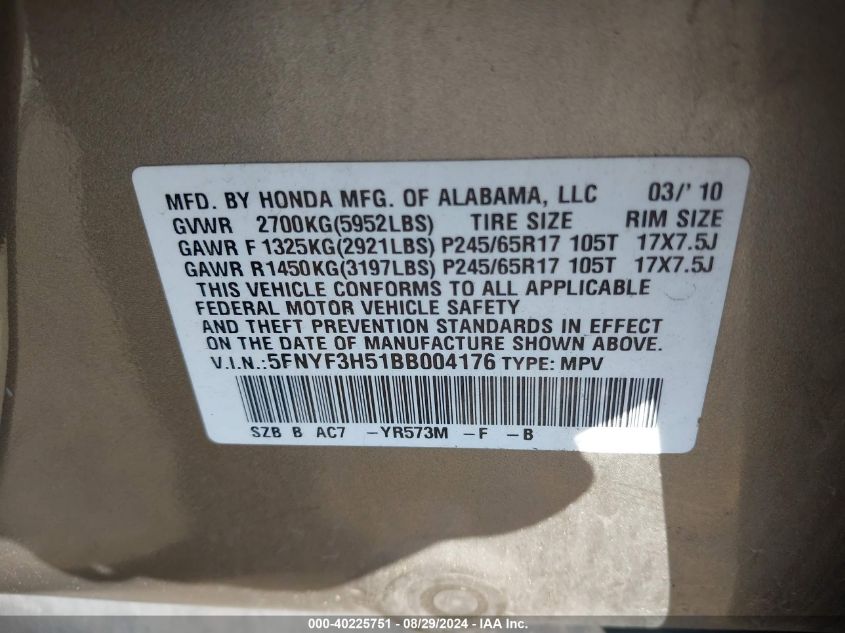 MFD. BY HONDA MFG. OF ALABAMA, LLC 03/' 10
GVWR 2700KG(5952LBS) TIRE SIZE RIM SIZE
GAWR F 1325KG(2921LBS) P245/65R17 105T 17X7.5J
GAWR R1450KG(3197LBS) P245/65R17 105T 17X7.5J
THIS VEHICLE CONFORMS TO ALL APPLICABLE
FEDERAL MOTOR VEHICLE SAFETY
AND THEFT PREVENTION STANDARDS IN EFFECT
ON THE DATE OF MANUFACTURE SHOWN ABOVE.
V.I.N.:5FNYF3H51BB004176 TYPE: MPV
SZB B AC7 -YR573M -F -B
000-40225751 - 08/29/2024 - IAA Inc.